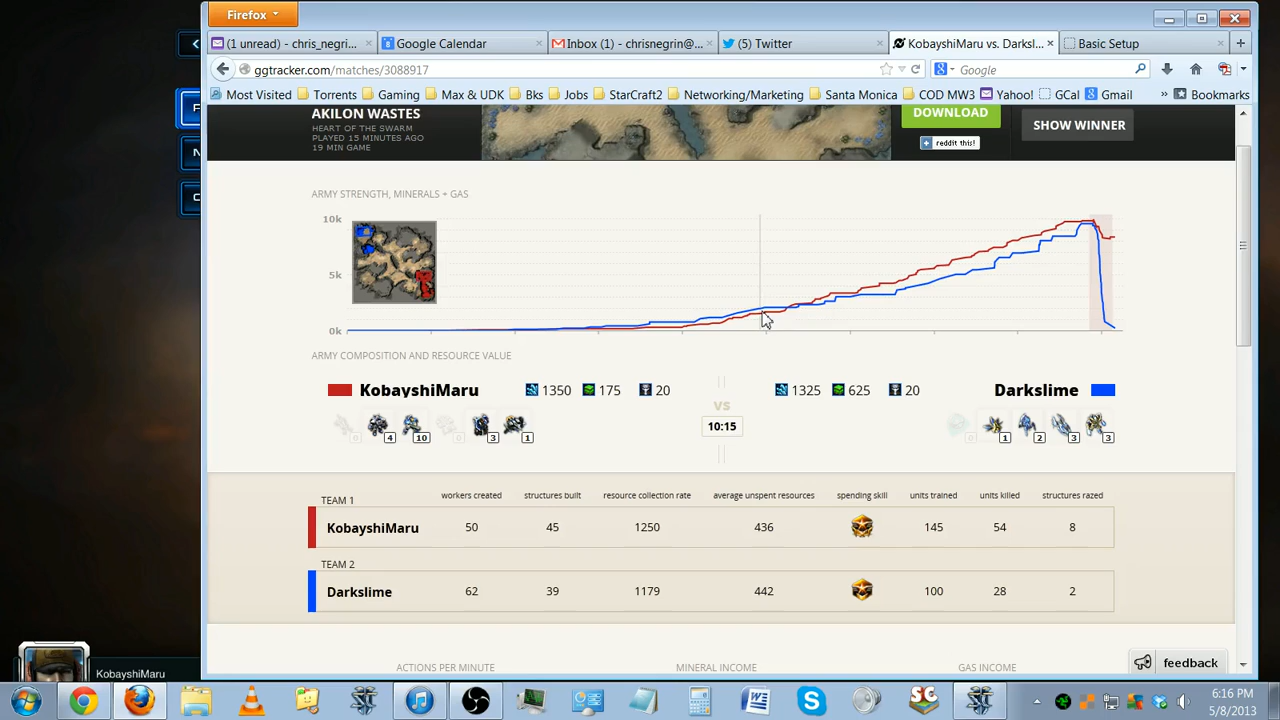 Firefox
(1 unread) - chris_negri...
Google Calendar
Inbox (1) - chrisnegrin@...
(5) Twitter
KobayshiMaru vs. Darksl...
Basic Setup
ggtracker.com/matches/3088917
Google
Most Visited
Torrents
Gaming
Max & UDK
Bks
Jobs
StarCraft2
Networking/Marketing
Santa Monica
COD MW3
Yahoo!
GCal
Gmail
»
Bookmarks
AKILON WASTES
HEART OF THE SWARM
PLAYED 15 MINUTES AGO
19 MIN GAME
DOWNLOAD
reddit this!
SHOW WINNER
ARMY STRENGTH, MINERALS + GAS
10k
5k
0k
ARMY COMPOSITION AND RESOURCE VALUE
KobayshiMaru
1350
175
20
VS
1325
625
20
Darkslime
0
4
10
0
3
1
10:15
0
1
2
3
3
TEAM 1
workers created
structures built
resource collection rate
average unspent resources
spending skill
units trained
units killed
structures razed
KobayshiMaru
50
45
1250
436
145
54
8
TEAM 2
Darkslime
62
39
1179
442
100
28
2
ACTIONS PER MINUTE
MINERAL INCOME
GAS INCOME
feedback
KobayshiMaru
6:16 PM
5/8/2013